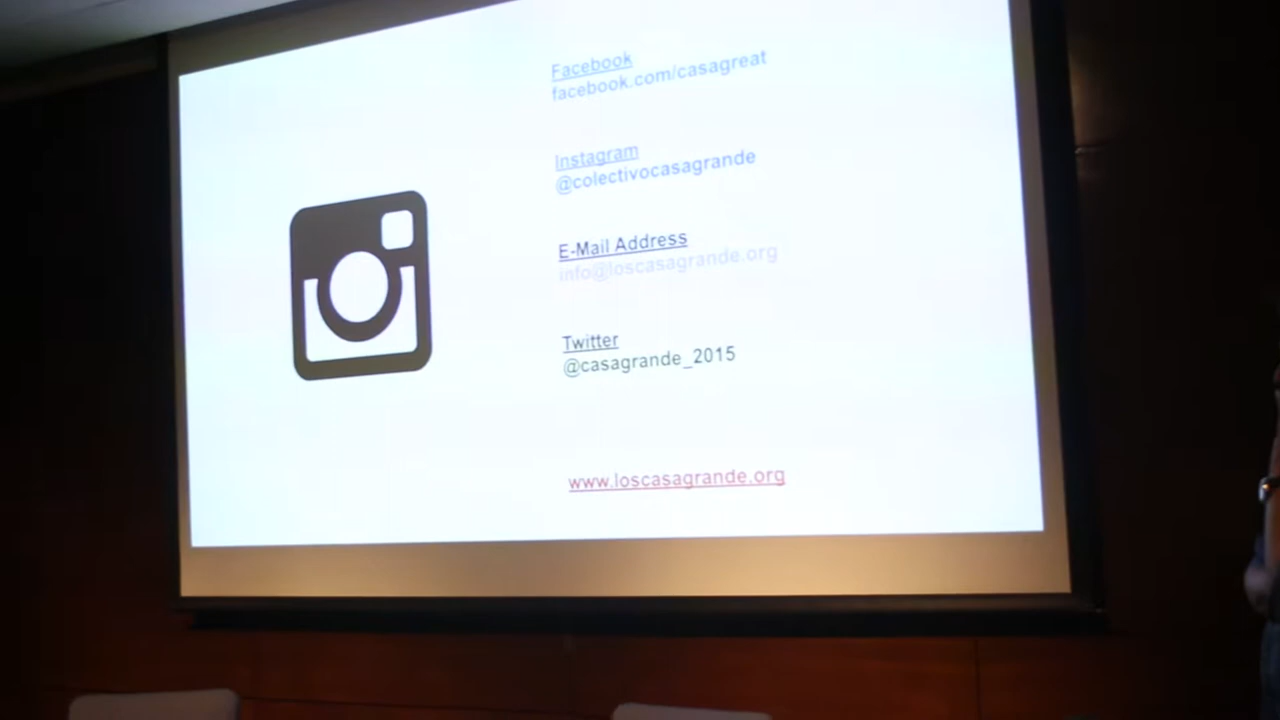 Facebook
facebook.com/casagreat
Instagram
@colectivocasagrande
E-Mail Address
info@loscasagrande.org
Twitter
@casagrande_2015
www.loscasagrande.org